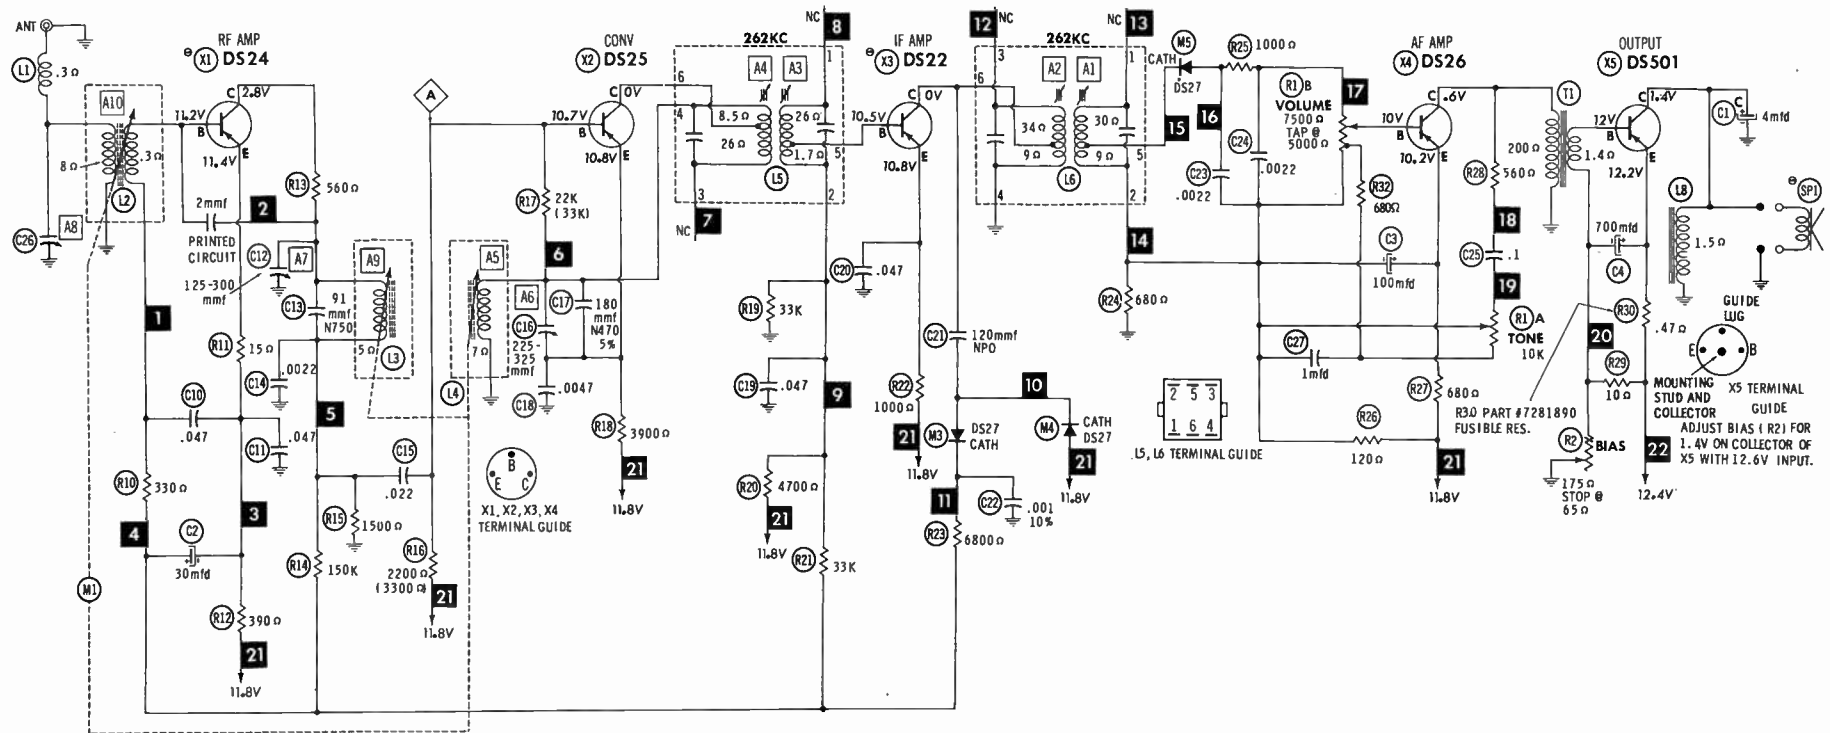 ANT
L1
.3Ω
A10
8Ω
.3Ω
L2
C26
A8
RF AMP
⊖ X1 DS24
11.2V
C
2.8V
B
E
11.4V
2mmf
2
PRINTED
CIRCUIT
R13
560Ω
C12
A7
125-300
mmf
C13
91
mmf
N750
A9
5Ω
L3
1
R11
15Ω
C14
.0022
5
C10
.047
C11
.047
R10
330Ω
3
4
C2
30mfd
R12
390Ω
21
11.8V
M1
R15
1500Ω
R14
150K
C15
.022
R16
2200Ω
(3300Ω)
21
11.8V
A
L4
A5
7Ω
CONV
X2 DS25
10.7V
C
0V
B
E
10.8V
R17
22K
(33K)
6
A6
C16
225-
325
mmf
C17
180
mmf
N470
5%
C18
.0047
R18
3900Ω
21
11.8V
B
E
C
X1, X2, X3, X4
TERMINAL GUIDE
262KC
NC
8
A4
A3
6
4
8.5Ω
26Ω
26Ω
1.7Ω
1
5
2
3
L5
NC
7
R19
33K
C19
.047
9
R20
4700Ω
21
11.8V
R21
33K
IF AMP
⊖ X3 DS22
10.5V
C
0V
B
E
10.8V
C20
.047
R22
1000Ω
21
11.8V
C21
120mmf
NPO
10
M3
DS27
CATH
M4
CATH
DS27
21
11.8V
11
C22
.001
10%
R23
6800Ω
12
NC
NC
13
262KC
3
6
A2
A1
1
34Ω
30Ω
9Ω
9Ω
5
4
2
L6
14
R24
680Ω
2 5 3
1 6 4
L5, L6 TERMINAL GUIDE
M5
CATH
DS27
15
16
R25
1000Ω
C24
.0022
C23
.0022
R1B
VOLUME
7500Ω
TAP @
5000Ω
17
R32
680Ω
C3
100mfd
C27
1mfd
R26
120Ω
AF AMP
X4 DS26
10V
C
.6V
B
E
10.2V
R27
680Ω
21
11.8V
R28
560Ω
18
C25
.1
19
R1A
TONE
10K
T1
200Ω
1.4Ω
OUTPUT
X5 DS501
12V
C
1.4V
B
E
12.2V
C1
C
4mfd
L8
1.5Ω
⊖
SP1
700mfd
C4
R30
.47Ω
20
R29
10Ω
R30 PART #7281890
FUSIBLE RES.
R2
BIAS
175Ω
STOP @
65Ω
22
12.4V
GUIDE
LUG
E
B
MOUNTING
STUD AND
COLLECTOR
X5 TERMINAL
GUIDE
ADJUST BIAS (R2) FOR
1.4V ON COLLECTOR OF
X5 WITH 12.6V INPUT.